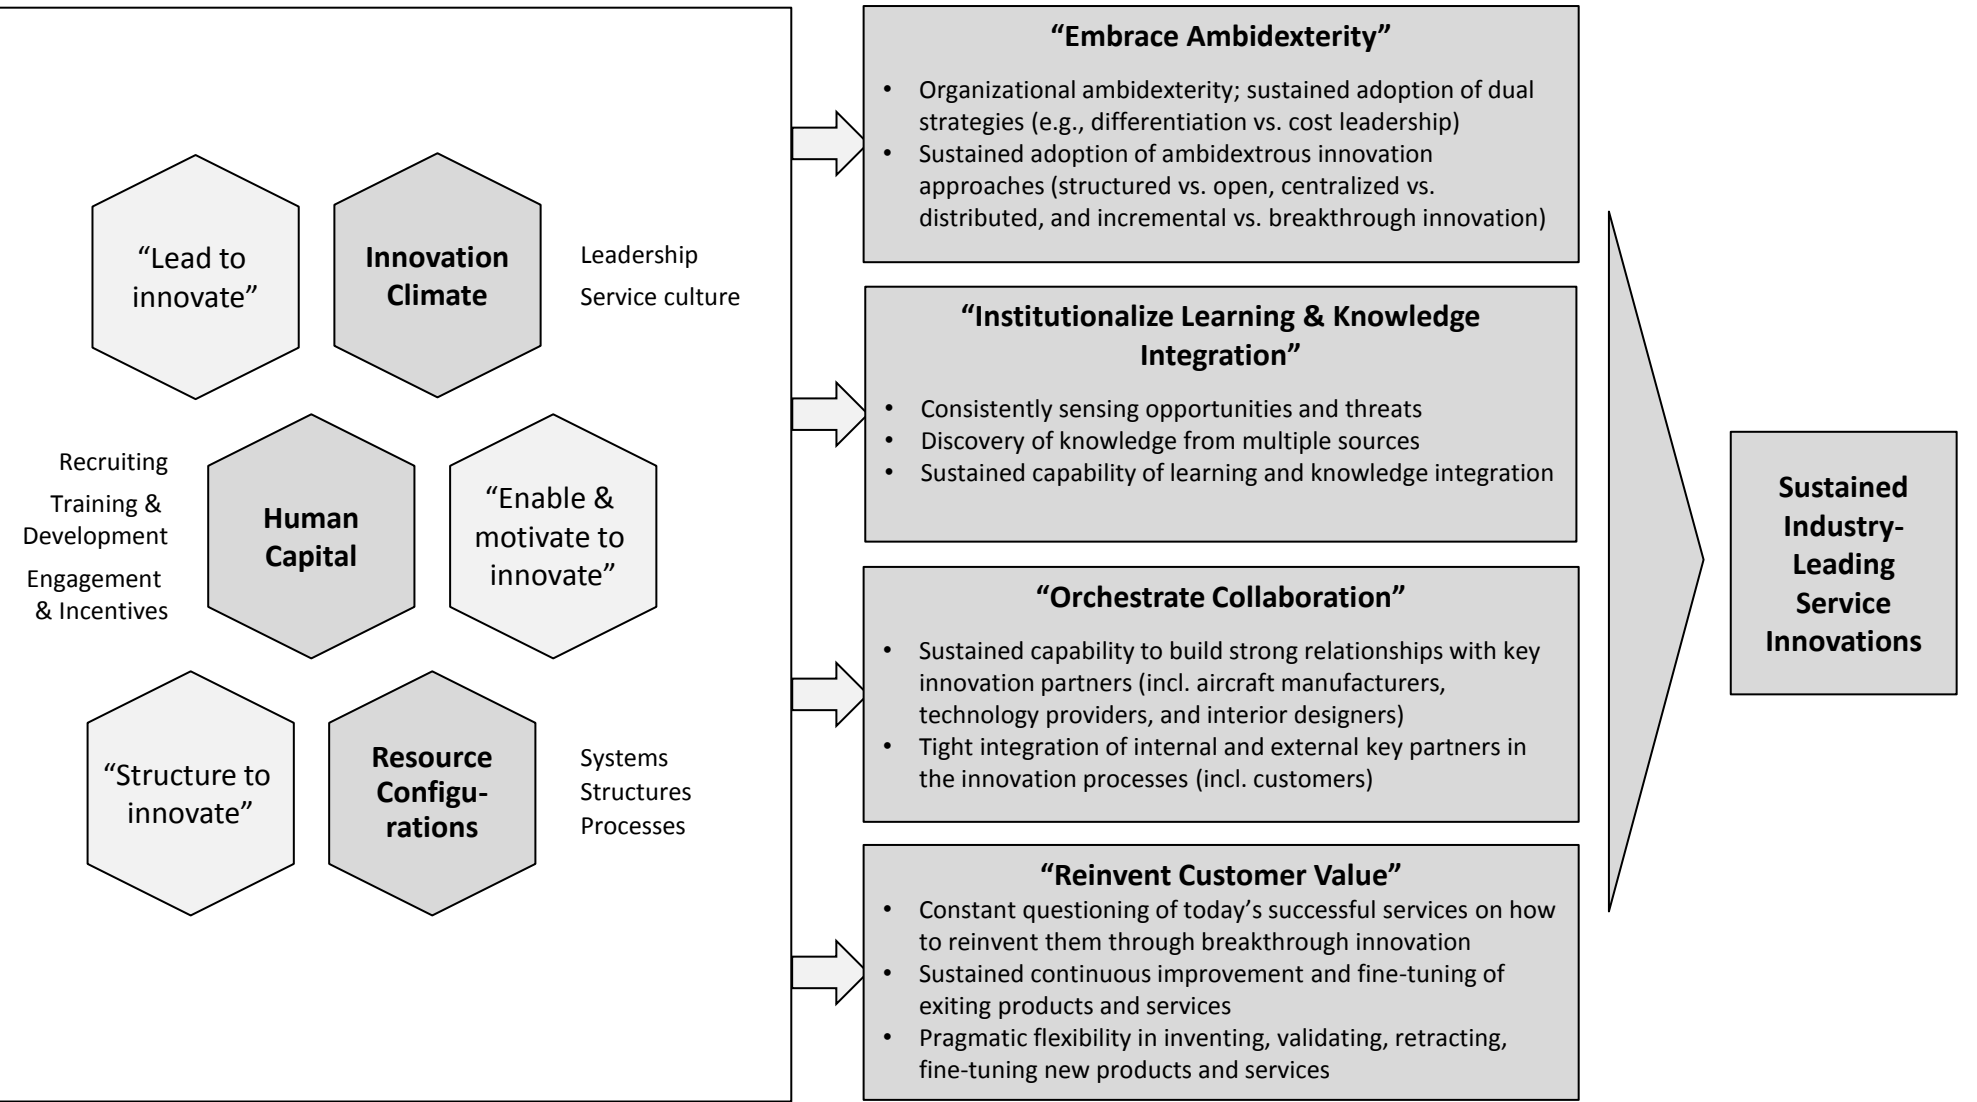 “Lead to
innovate”
Innovation
Climate
Leadership
Service culture
Recruiting
Training &
Development
Engagement
& Incentives
Human
Capital
“Enable &
motivate to
innovate”
“Structure to
innovate”
Resource
Configu-
rations
Systems
Structures
Processes
“Embrace Ambidexterity”
• Organizational ambidexterity; sustained adoption of dual
strategies (e.g., differentiation vs. cost leadership)
• Sustained adoption of ambidextrous innovation
approaches (structured vs. open, centralized vs.
distributed, and incremental vs. breakthrough innovation)
“Institutionalize Learning & Knowledge
Integration”
• Consistently sensing opportunities and threats
• Discovery of knowledge from multiple sources
• Sustained capability of learning and knowledge integration
“Orchestrate Collaboration”
• Sustained capability to build strong relationships with key
innovation partners (incl. aircraft manufacturers,
technology providers, and interior designers)
• Tight integration of internal and external key partners in
the innovation processes (incl. customers)
“Reinvent Customer Value”
• Constant questioning of today’s successful services on how
to reinvent them through breakthrough innovation
• Sustained continuous improvement and fine-tuning of
exiting products and services
• Pragmatic flexibility in inventing, validating, retracting,
fine-tuning new products and services
Sustained
Industry-
Leading
Service
Innovations